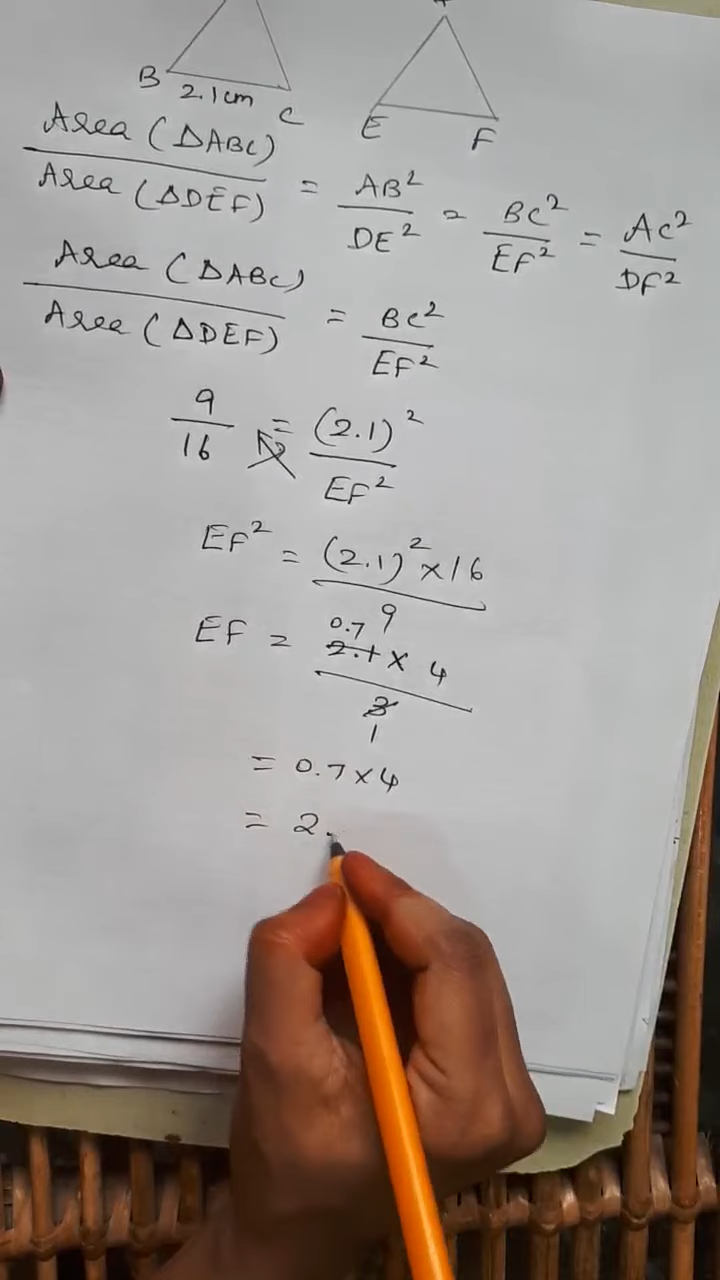 B 2.1cm C E F
Area (ΔABC)
Area (ΔDEF) = AB² / DE² = BC² / EF² = AC² / DF²
Area (ΔABC)
Area (ΔDEF) = BC² / EF²
9 / 16 = (2.1)² / EF²
EF² = (2.1)² × 16 / 9
0.7
EF = 2.1 × 4 / 3
1
= 0.7 × 4
= 2.